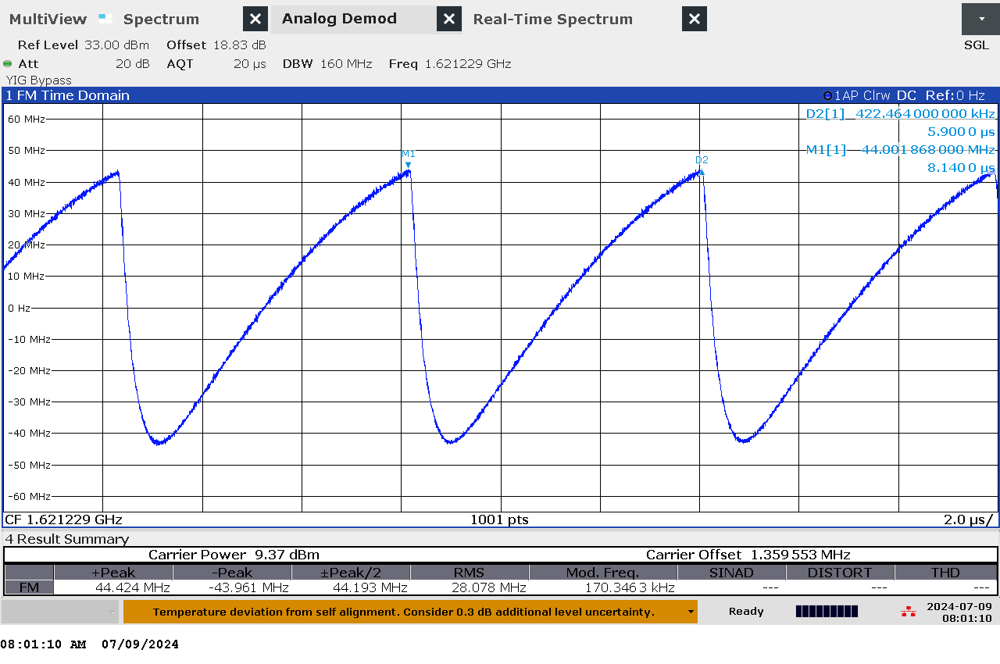 MultiView Spectrum Analog Demod Real-Time Spectrum
Ref Level 33.00 dBm Offset 18.83 dB SGL
Att 20 dB AQT 20 µs DBW 160 MHz Freq 1.621229 GHz
YIG Bypass
1 FM Time Domain 1AP Clrw DC Ref:0 Hz
D2[1] 422.464 000 000 kHz
5.900 0 µs
M1[1] 44.001 868 000 MHz
8.140 0 µs
M1
D2
60 MHz
50 MHz
40 MHz
30 MHz
20 MHz
10 MHz
0 Hz
-10 MHz
-20 MHz
-30 MHz
-40 MHz
-50 MHz
-60 MHz
CF 1.621229 GHz 1001 pts 2.0 µs/
4 Result Summary
Carrier Power 9.37 dBm Carrier Offset 1.359 553 MHz
+Peak -Peak ±Peak/2 RMS Mod. Freq. SINAD DISTORT THD
FM 44.424 MHz -43.961 MHz 44.193 MHz 28.078 MHz 170.346 3 kHz --- --- ---
Temperature deviation from self alignment. Consider 0.3 dB additional level uncertainty. Ready 2024-07-09
08:01:10
08:01:10 AM 07/09/2024